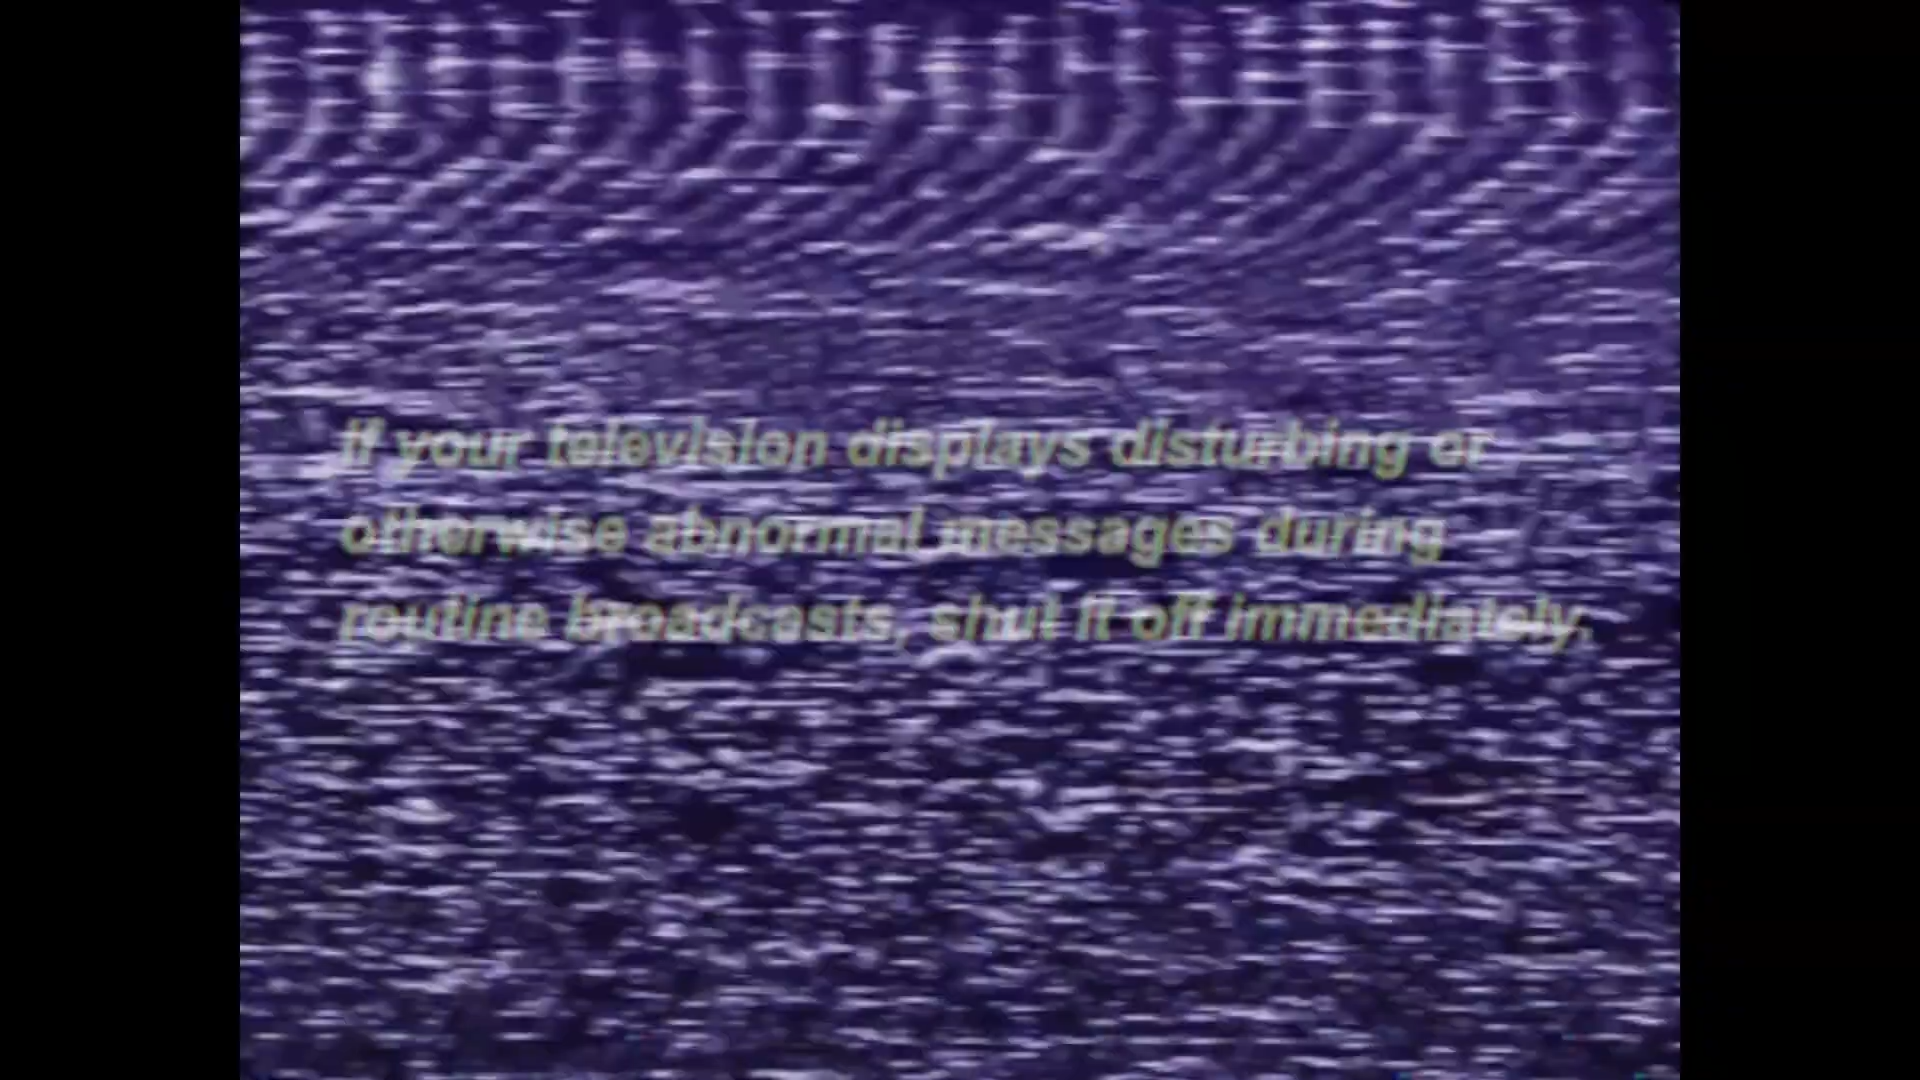 If your television displays disturbing or
otherwise abnormal messages during
routine broadcasts, shut it off immediately.